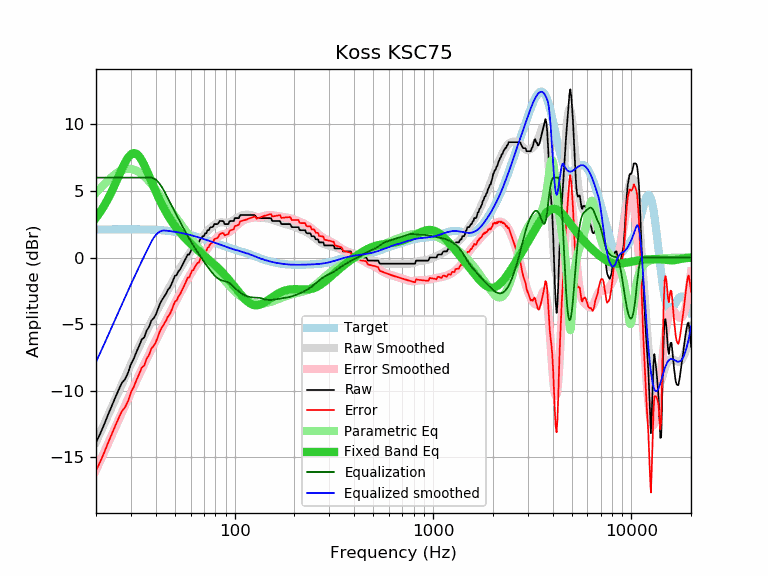 Koss KSC75
10
5
0
−5
−10
−15
Amplitude (dBr)
Target
Raw Smoothed
Error Smoothed
Raw
Error
Parametric Eq
Fixed Band Eq
Equalization
Equalized smoothed
100
1000
10000
Frequency (Hz)